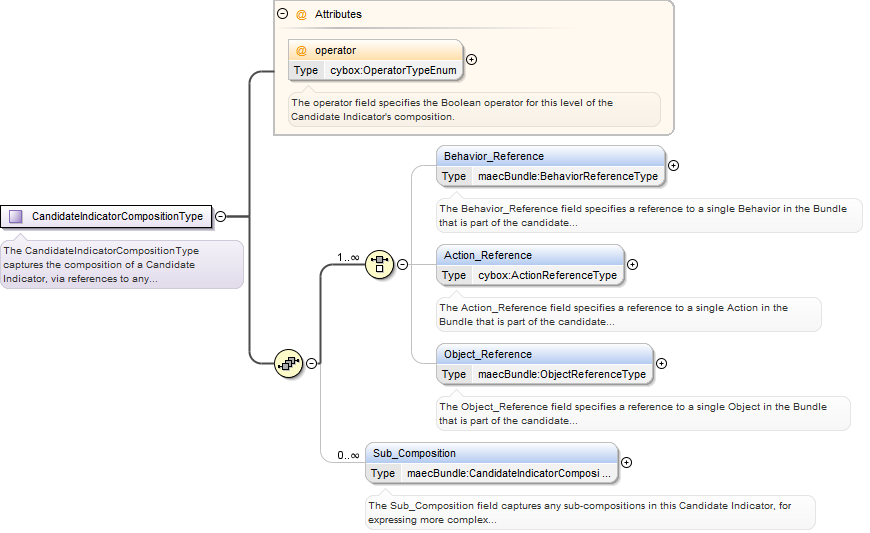 @ Attributes
@ operator
Type cybox:OperatorTypeEnum
The operator field specifies the Boolean operator for this level of the
Candidate Indicator's composition.
Behavior_Reference
Type maecBundle:BehaviorReferenceType
The Behavior_Reference field specifies a reference to a single Behavior in the Bundle
that is part of the candidate...
CandidateIndicatorCompositionType
The CandidateIndicatorCompositionType
captures the composition of a Candidate
Indicator, via references to any...
1..∞
Action_Reference
Type cybox:ActionReferenceType
The Action_Reference field specifies a reference to a single Action in the
Bundle that is part of the candidate...
Object_Reference
Type maecBundle:ObjectReferenceType
The Object_Reference field specifies a reference to a single Object in the Bundle
that is part of the candidate...
0..∞
Sub_Composition
Type maecBundle:CandidateIndicatorComposi ...
The Sub_Composition field captures any sub-compositions in this Candidate Indicator, for
expressing more complex...